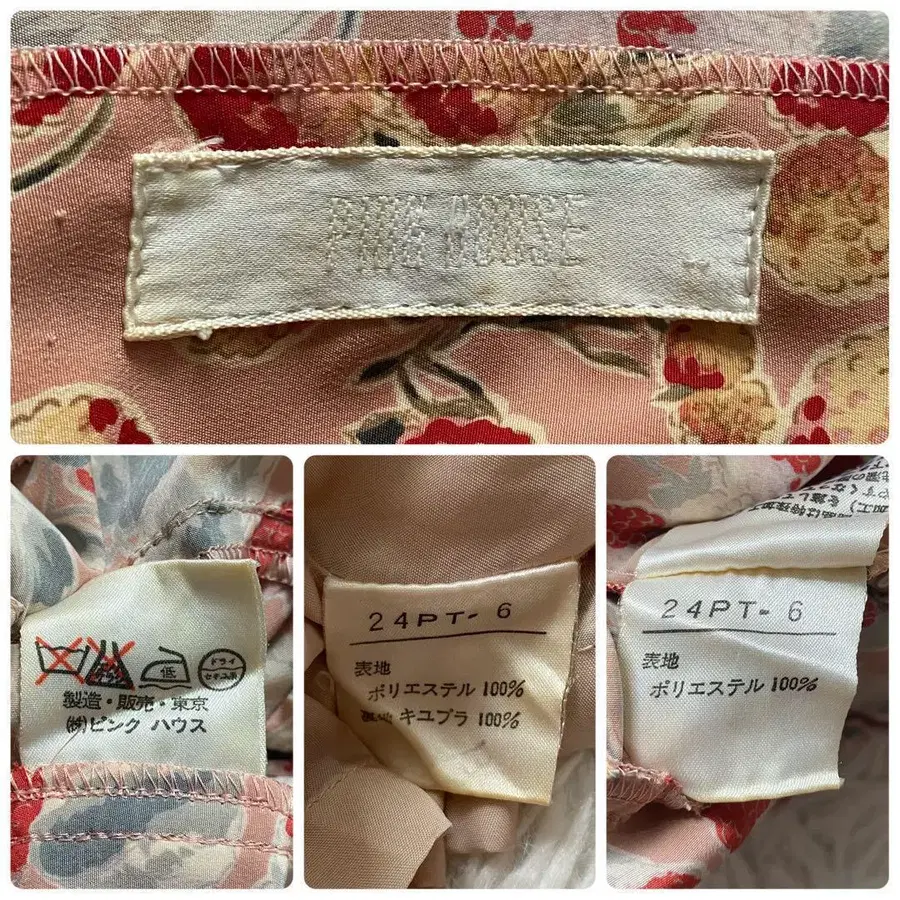 PINK HOUSE
低
ドライ
製造・販売・東京
㈱ピンク ハウス
24PT- 6
表地
ポリエステル 100%
裏地 キユプラ 100%
24PT- 6
表地
ポリエステル 100%